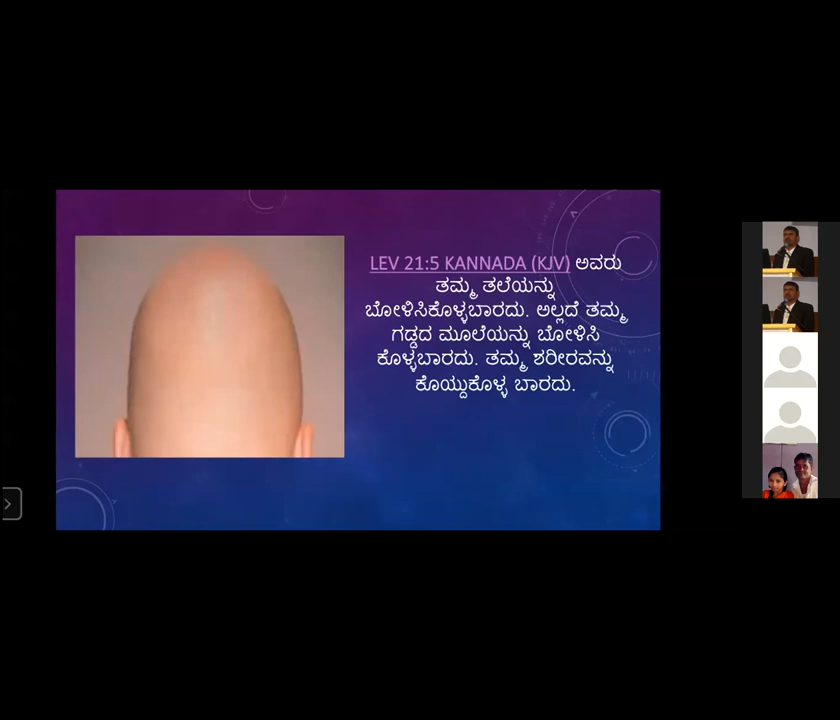 LEV 21:5 KANNADA (KJV) ಅವರು
ತಮ್ಮ ತಲೆಯನ್ನು
ಬೋಳಿಸಿಕೊಳ್ಳಬಾರದು. ಅಲ್ಲದೆ ತಮ್ಮ
ಗಡ್ಡದ ಮೂಲೆಯನ್ನು ಬೋಳಿಸಿ
ಕೊಳ್ಳಬಾರದು. ತಮ್ಮ ಶರೀರವನ್ನು
ಕೊಯ್ದುಕೊಳ್ಳ ಬಾರದು.